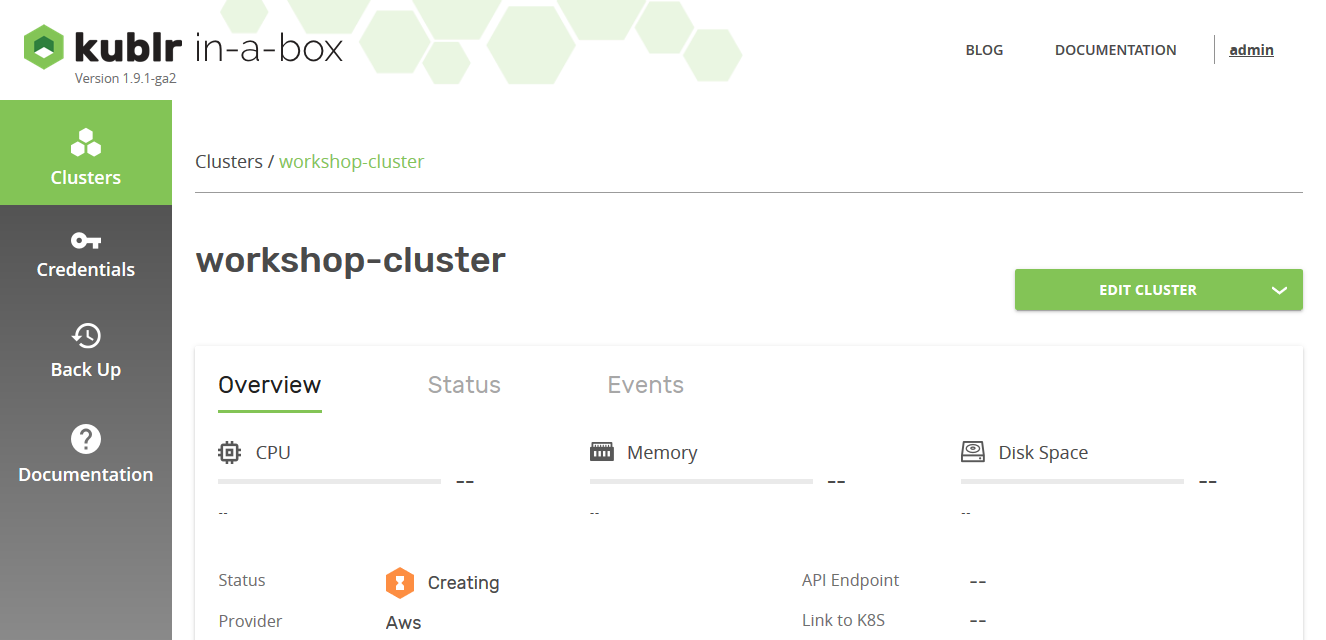 kublr in-a-box
Version 1.9.1-ga2
BLOG
DOCUMENTATION
admin
Clusters
Credentials
Back Up
Documentation
Clusters / workshop-cluster
workshop-cluster
EDIT CLUSTER
Overview
Status
Events
CPU
--
--
Memory
--
--
Disk Space
--
--
Status
Creating
API Endpoint
--
Provider
Aws
Link to K8S
--